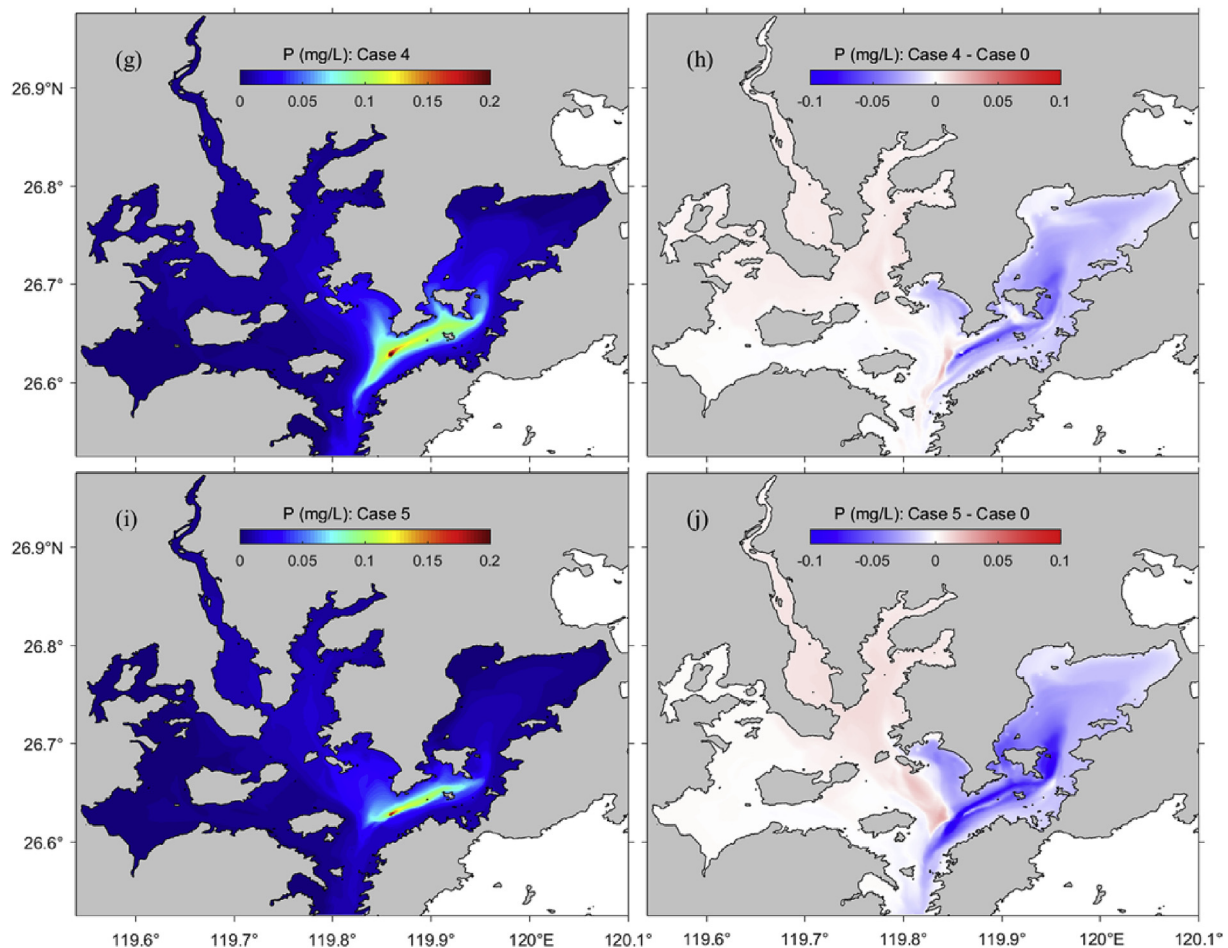 (g)
P (mg/L): Case 4
0 0.05 0.1 0.15 0.2
(h)
P (mg/L): Case 4 - Case 0
-0.1 -0.05 0 0.05 0.1
26.9°N
26.8°
26.7°
26.6°
(i)
P (mg/L): Case 5
0 0.05 0.1 0.15 0.2
(j)
P (mg/L): Case 5 - Case 0
-0.1 -0.05 0 0.05 0.1
26.9°N
26.8°
26.7°
26.6°
119.6° 119.7° 119.8° 119.9° 120°E 120.1°
119.6° 119.7° 119.8° 119.9° 120°E 120.1°